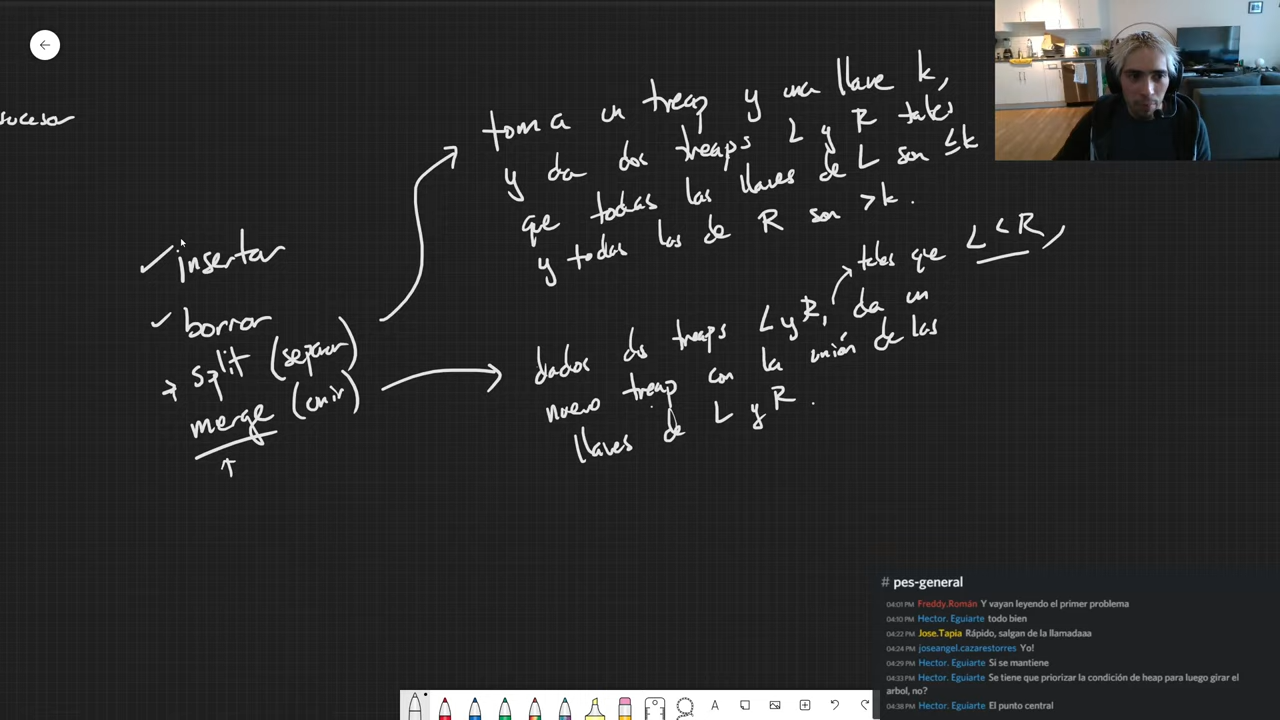 sucesor
insertar
borrar
split (separar)
merge (unir)
toma un treap y una llave k,
y da dos treaps L y R tales
que todas las llaves de L son ≤k
y todas las de R son >k.
tales que L < R,
dados dos treaps L y R, da un
nuevo treap con la unión de las
llaves de L y R.
# pes-general
04:01 PM Freddy.Román Y vayan leyendo el primer problema
04:10 PM Hector. Eguiarte todo bien
04:22 PM Jose.Tapia Rápido, salgan de la llamadaaa
04:24 PM joseangel.cazarestorres Yo!
04:29 PM Hector. Eguiarte Si se mantiene
04:33 PM Hector. Eguiarte Se tiene que priorizar la condición de heap para luego girar el
arbol, no?
04:38 PM Hector. Eguiarte El punto central